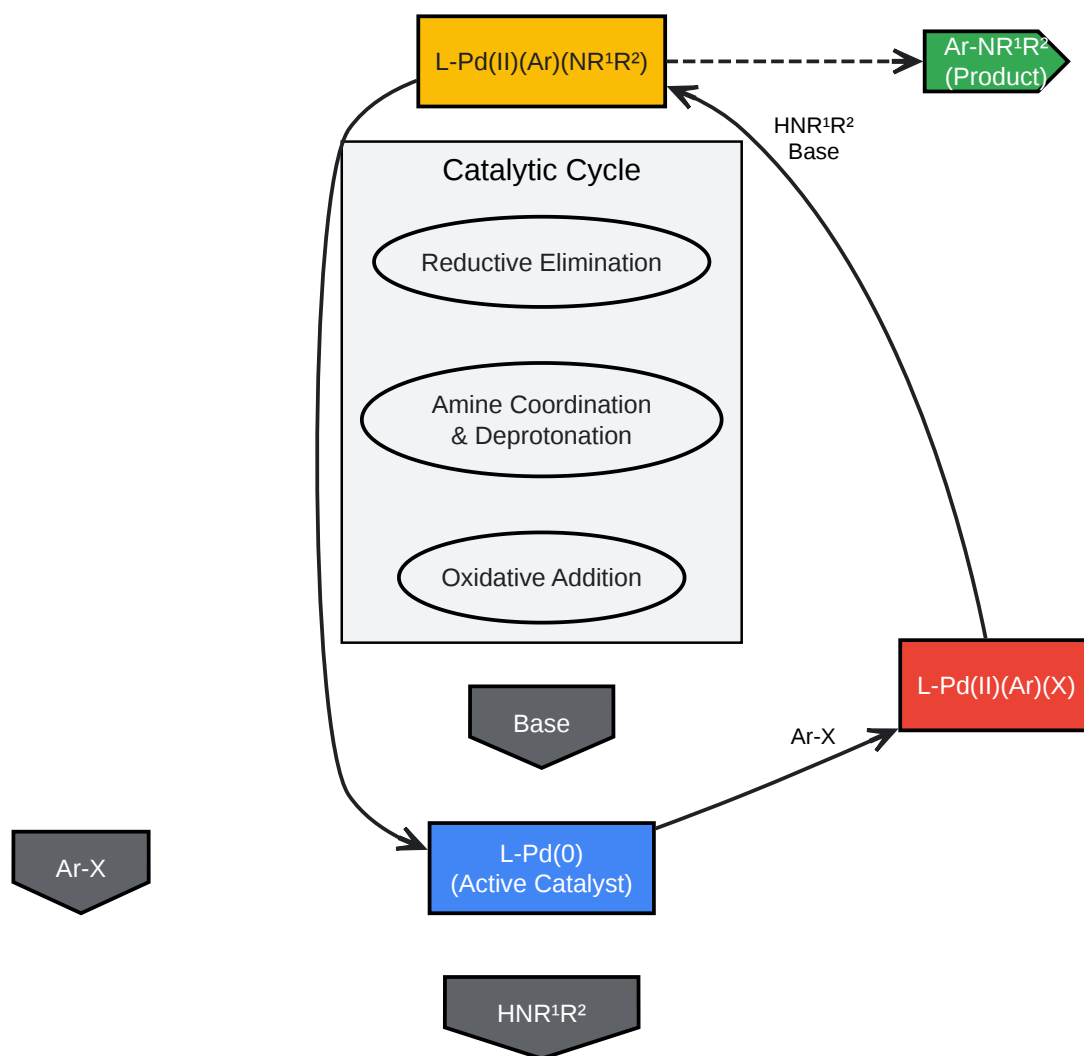 L-Pd(II)(Ar)(NR¹R²)
Ar-NR¹R²
(Product)
HNR¹R²
Base
Catalytic Cycle
Reductive Elimination
Amine Coordination
& Deprotonation
Oxidative Addition
L-Pd(II)(Ar)(X)
Base
Ar-X
L-Pd(0)
(Active Catalyst)
Ar-X
HNR¹R²